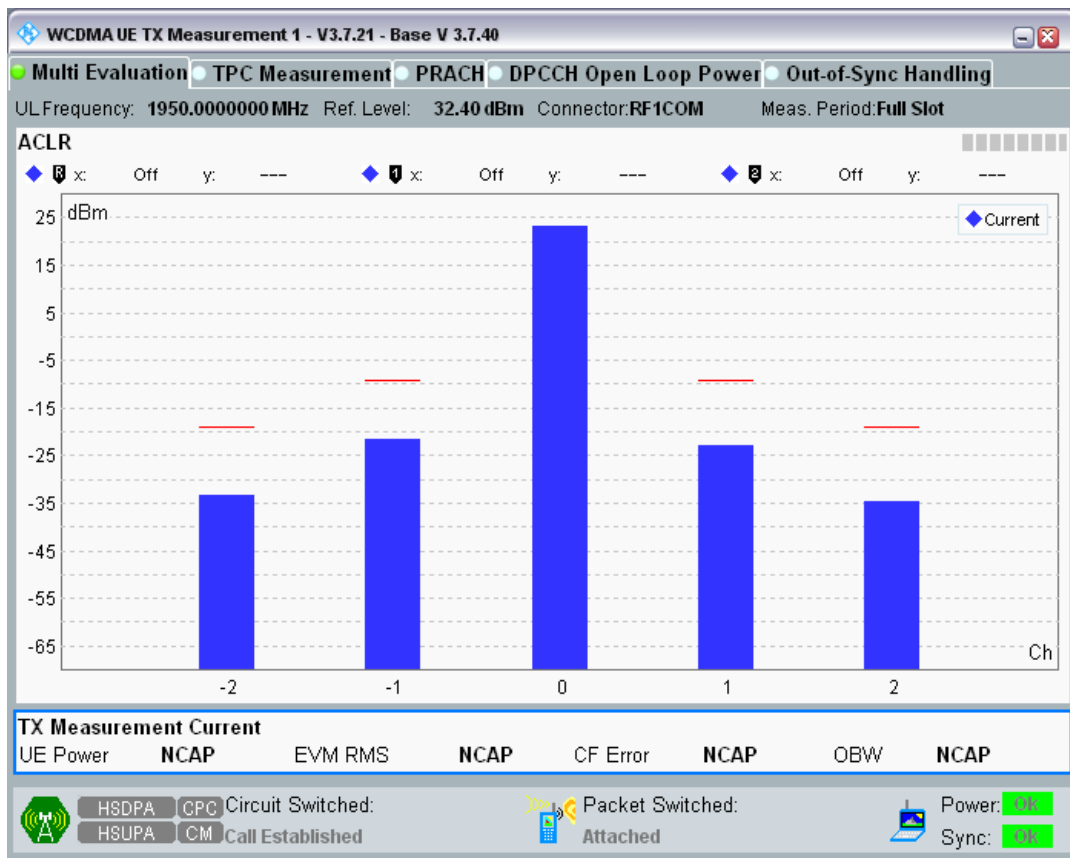 WCDMA UE TX Measurement 1 - V3.7.21 - Base V 3.7.40
Multi Evaluation TPC Measurement PRACH DPCCH Open Loop Power Out-of-Sync Handling
UL Frequency: 1950.0000000 MHz Ref. Level: 32.40 dBm Connector:RF1COM Meas. Period:Full Slot
ACLR
R x: Off y: --- 1 x: Off y: --- 2 x: Off y: ---
dBm
Current
25
15
5
-5
-15
-25
-35
-45
-55
-65
Ch
-2 -1 0 1 2
TX Measurement Current
UE Power NCAP EVM RMS NCAP CF Error NCAP OBW NCAP
HSDPA CPC Circuit Switched: Packet Switched: Power: Ok
HSUPA CM Call Established Attached Sync: Ok